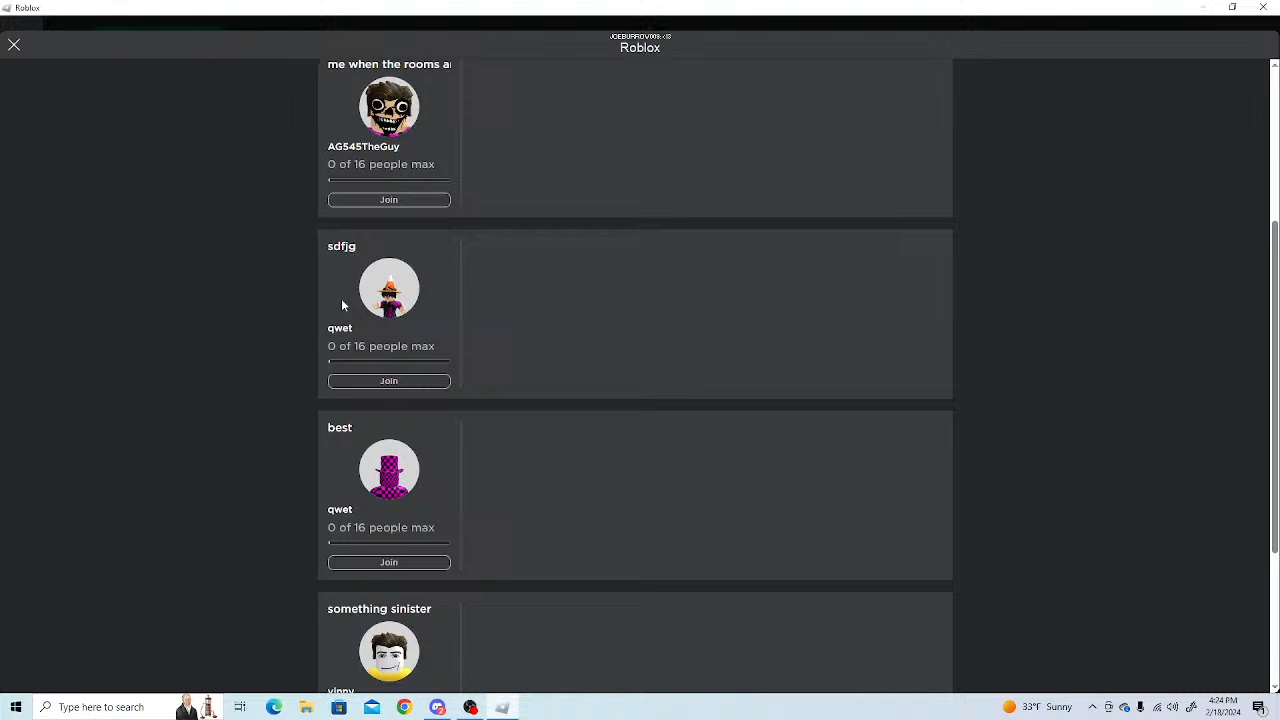 Roblox
Roblox
me when the rooms a
AG545TheGuy
0 of 16 people max
Join
sdfjg
qwet
0 of 16 people max
Join
best
qwet
0 of 16 people max
Join
something sinister
vinny
Type here to search
33°F Sunny
4:24 PM
2/18/2024